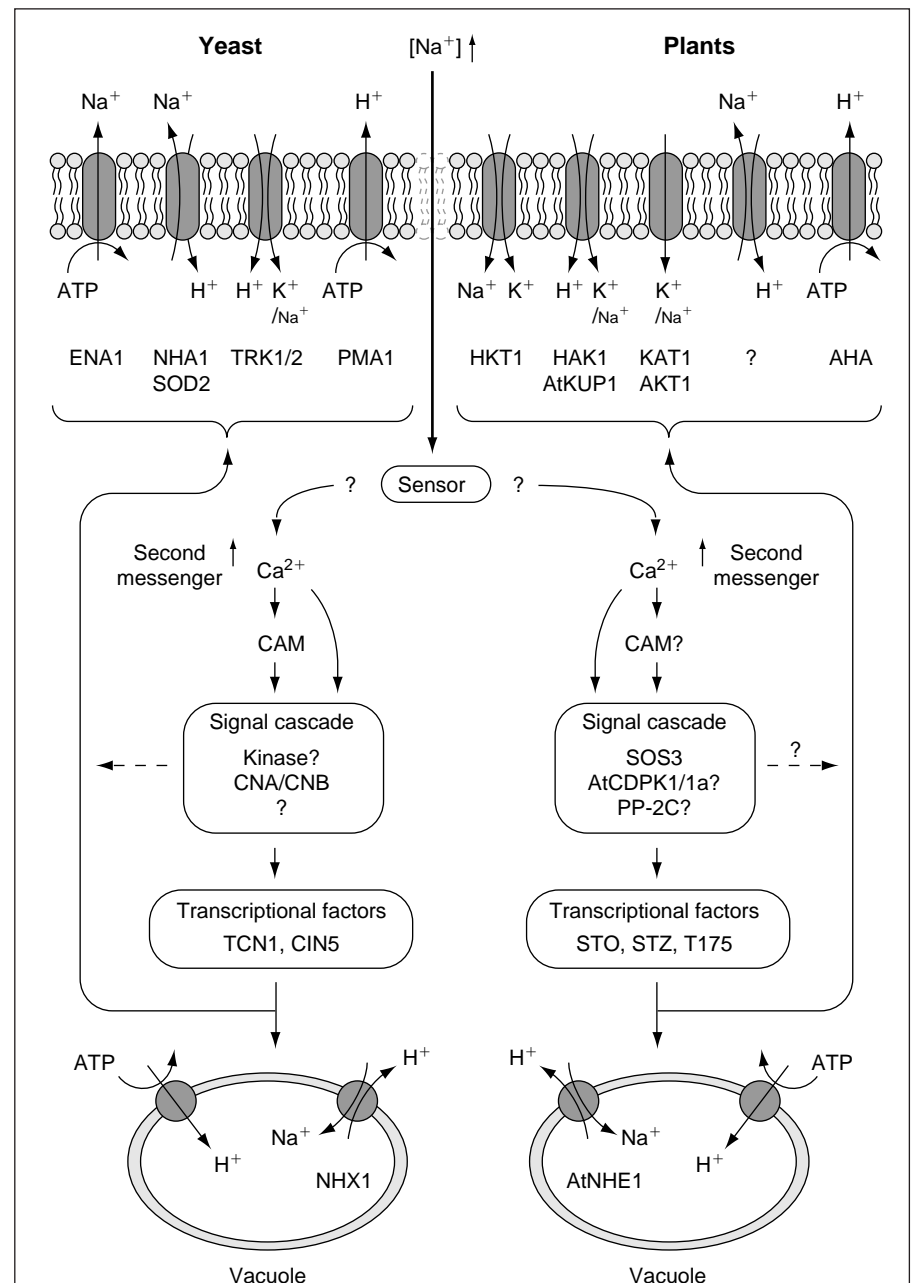 Yeast
[Na+]
Plants
Na+
Na+
H+
Na+
H+
ATP
H+
H+ K+
/Na+
ATP
Na+ K+
H+ K+
/Na+
K+
/Na+
H+
ATP
ENA1
NHA1
SOD2
TRK1/2
PMA1
HKT1
HAK1
AtKUP1
KAT1
AKT1
?
AHA
? Sensor ?
Second
messenger
Ca2+
Ca2+
Second
messenger
CAM
CAM?
Signal cascade
Kinase?
CNA/CNB
?
Signal cascade
SOS3
AtCDPK1/1a?
PP-2C?
?
Transcriptional factors
TCN1, CIN5
Transcriptional factors
STO, STZ, T175
ATP
H+
Na+
H+
NHX1
H+
Na+
ATP
H+
AtNHE1
Vacuole
Vacuole